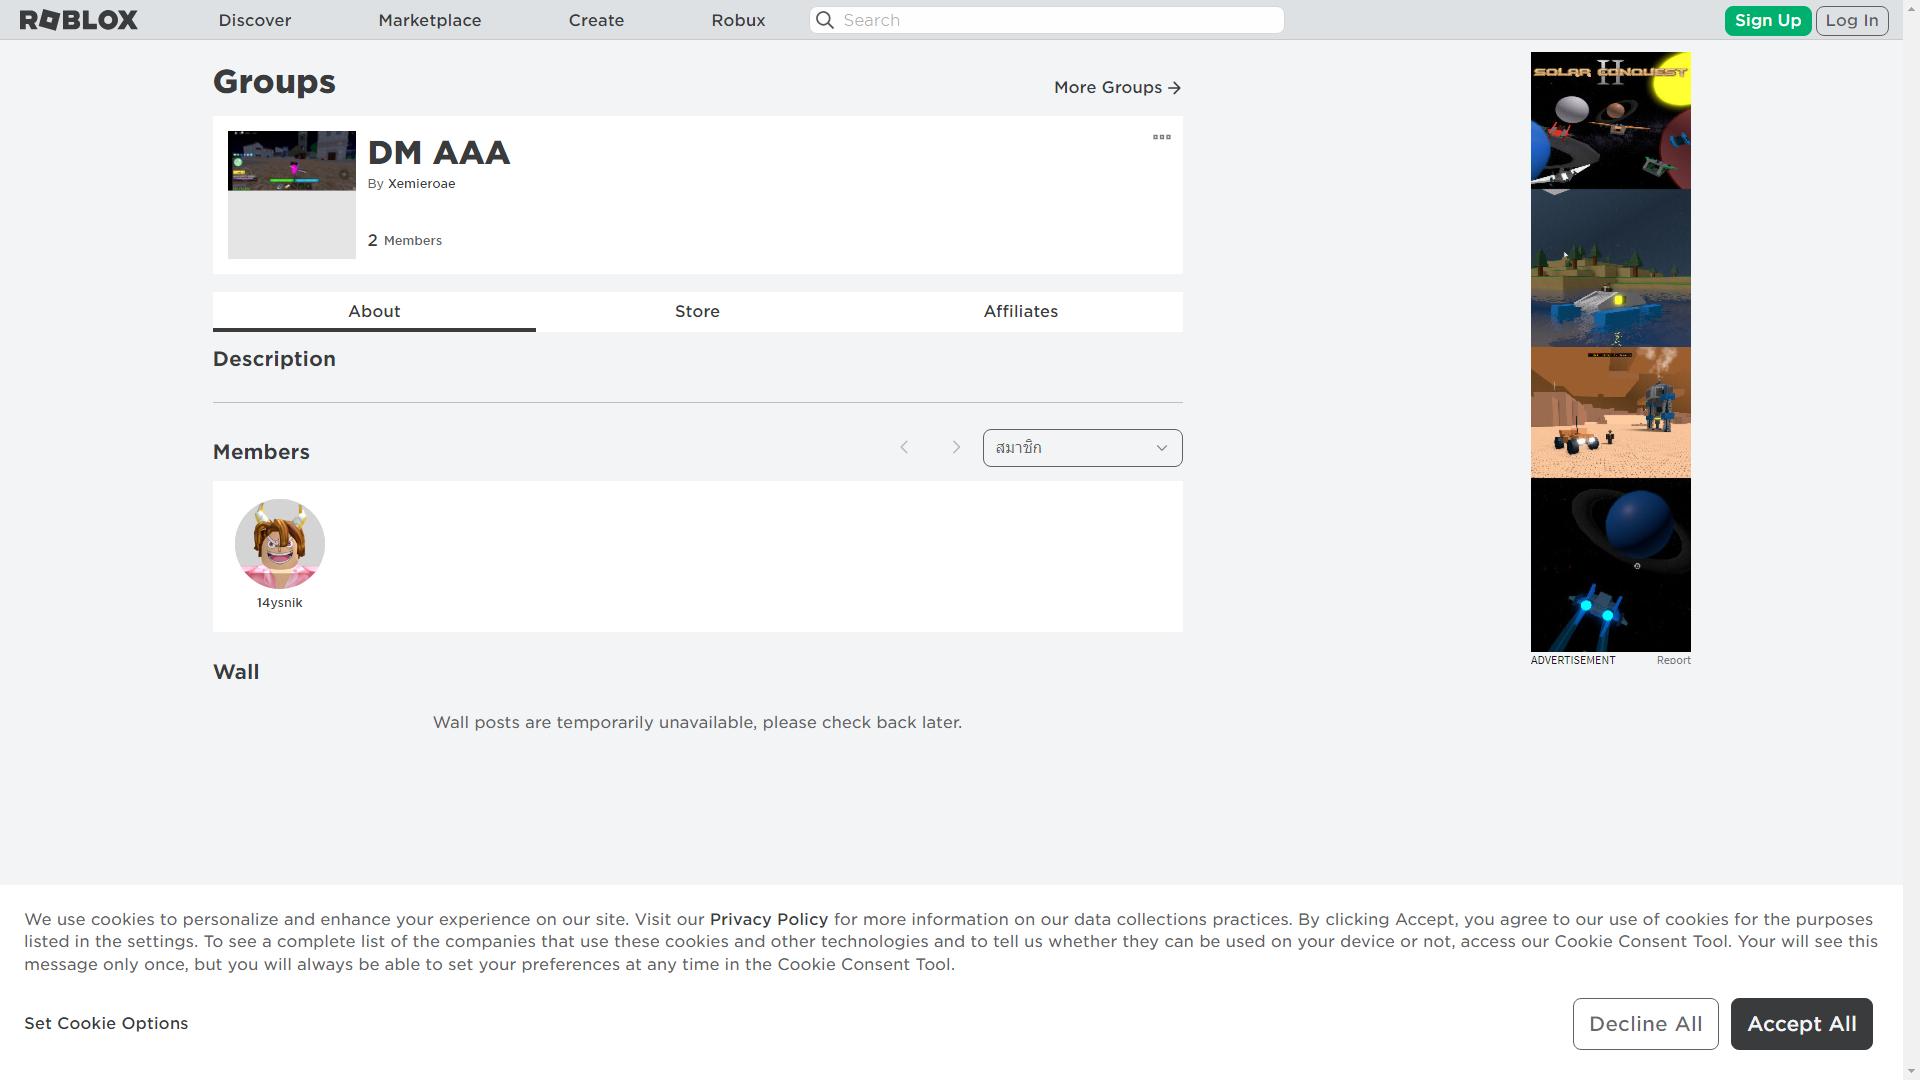 ROBLOX
Discover
Marketplace
Create
Robux
Search
Sign Up
Log In
Groups
More Groups
DM AAA
By Xemieroae
2 Members
About
Store
Affiliates
Description
Members
สมาชิก
14ysnik
Wall
Wall posts are temporarily unavailable, please check back later.
SOLAR CONQUEST
II
ADVERTISEMENT
Report
We use cookies to personalize and enhance your experience on our site. Visit our Privacy Policy for more information on our data collections practices. By clicking Accept, you agree to our use of cookies for the purposes
listed in the settings. To see a complete list of the companies that use these cookies and other technologies and to tell us whether they can be used on your device or not, access our Cookie Consent Tool. Your will see this
message only once, but you will always be able to set your preferences at any time in the Cookie Consent Tool.
Set Cookie Options
Decline All
Accept All